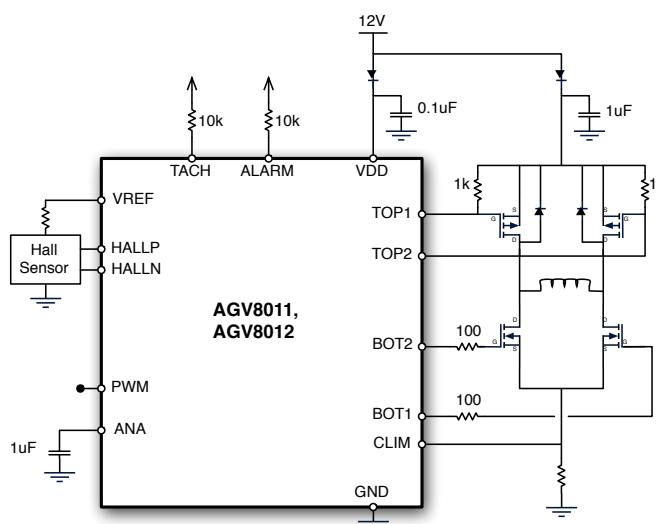 12V
0.1uF
1uF
10k
10k
TACH
ALARM
VDD
VREF
1k
1
S
S
G
G
TOP1
D
D
Hall
Sensor
HALLP
HALLN
TOP2
AGV8011,
AGV8012
D
D
100
BOT2
G
G
S
S
PWM
100
BOT1
ANA
1uF
CLIM
GND